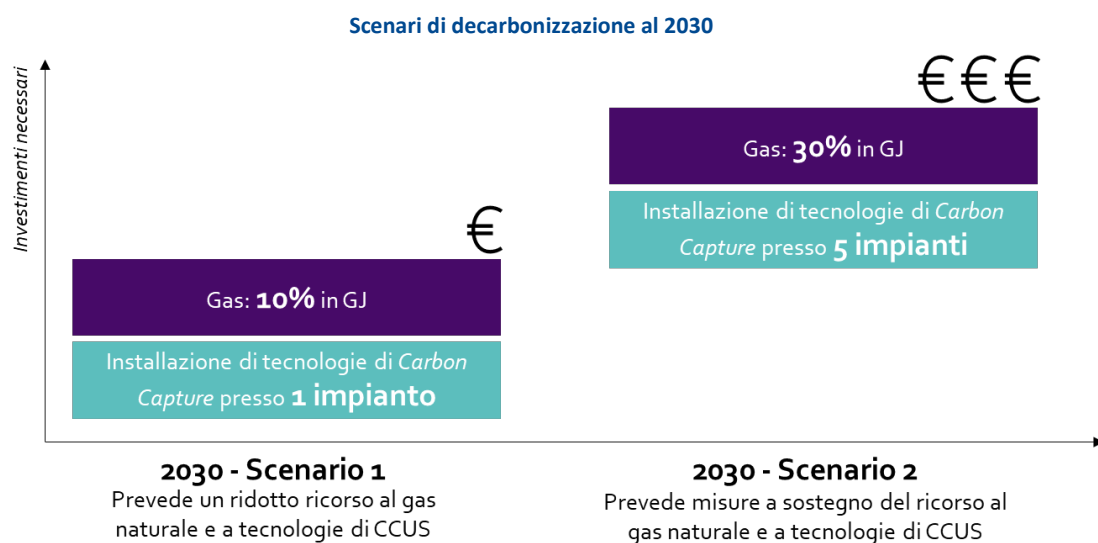 Scenari di decarbonizzazione al 2030
Investimenti necessari
€ € €
Gas: 30% in GJ
Installazione di tecnologie di Carbon
Capture presso 5 impianti
€
Gas: 10% in GJ
Installazione di tecnologie di Carbon
Capture presso 1 impianto
2030 - Scenario 1
Prevede un ridotto ricorso al gas
naturale e a tecnologie di CCUS
2030 - Scenario 2
Prevede misure a sostegno del ricorso al
gas naturale e a tecnologie di CCUS